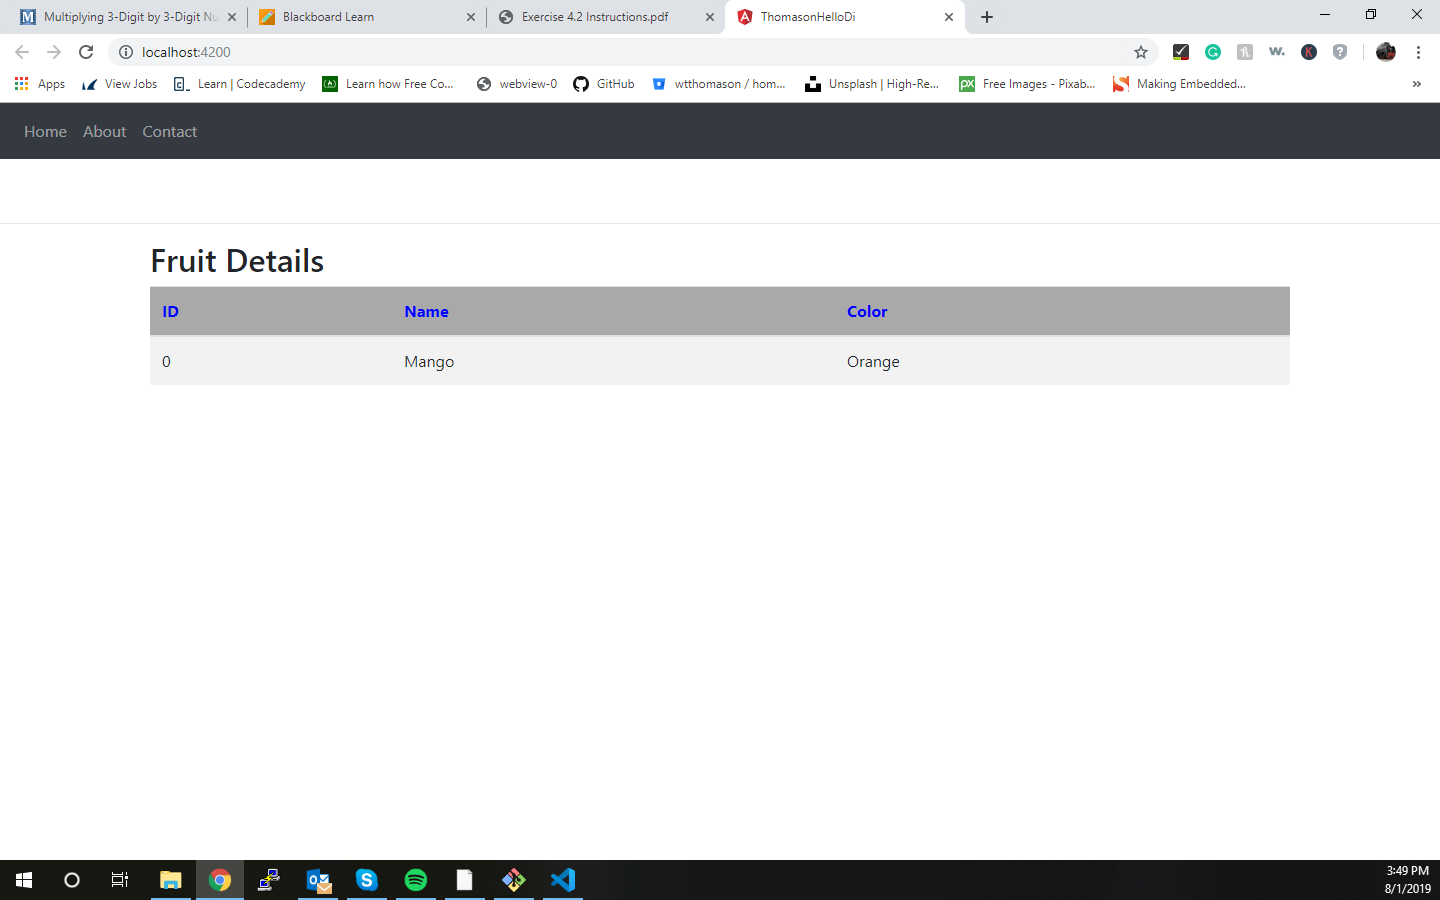 Multiplying 3-Digit by 3-Digit Nu
Blackboard Learn
Exercise 4.2 Instructions.pdf
ThomasonHelloDi
localhost:4200
Apps
View Jobs
Learn | Codecademy
Learn how Free Co...
webview-0
GitHub
wtthomason / hom...
Unsplash | High-Re...
Free Images - Pixab...
Making Embedded...
Home About Contact
Fruit Details
ID Name Color
0 Mango Orange
3:49 PM
8/1/2019